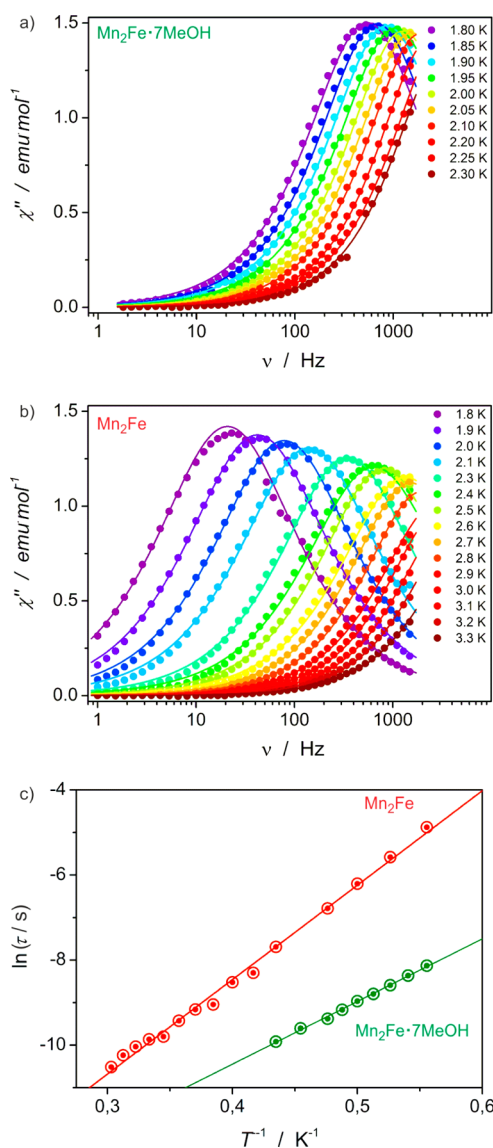 a)
Mn₂Fe•7MeOH
1.80 K
1.85 K
1.90 K
1.95 K
2.00 K
2.05 K
2.10 K
2.20 K
2.25 K
2.30 K
1.5
1.0
0.5
0.0
χ'' / emu mol⁻¹
1 10 100 1000
ν / Hz
b)
Mn₂Fe
1.8 K
1.9 K
2.0 K
2.1 K
2.3 K
2.4 K
2.5 K
2.6 K
2.7 K
2.8 K
2.9 K
3.0 K
3.1 K
3.2 K
3.3 K
1.5
1.0
0.5
0.0
χ'' / emu mol⁻¹
1 10 100 1000
ν / Hz
c)
Mn₂Fe
-4
-6
-8
-10
ln(τ / s)
Mn₂Fe•7MeOH
0,3 0,4 0,5 0,6
T⁻¹ / K⁻¹